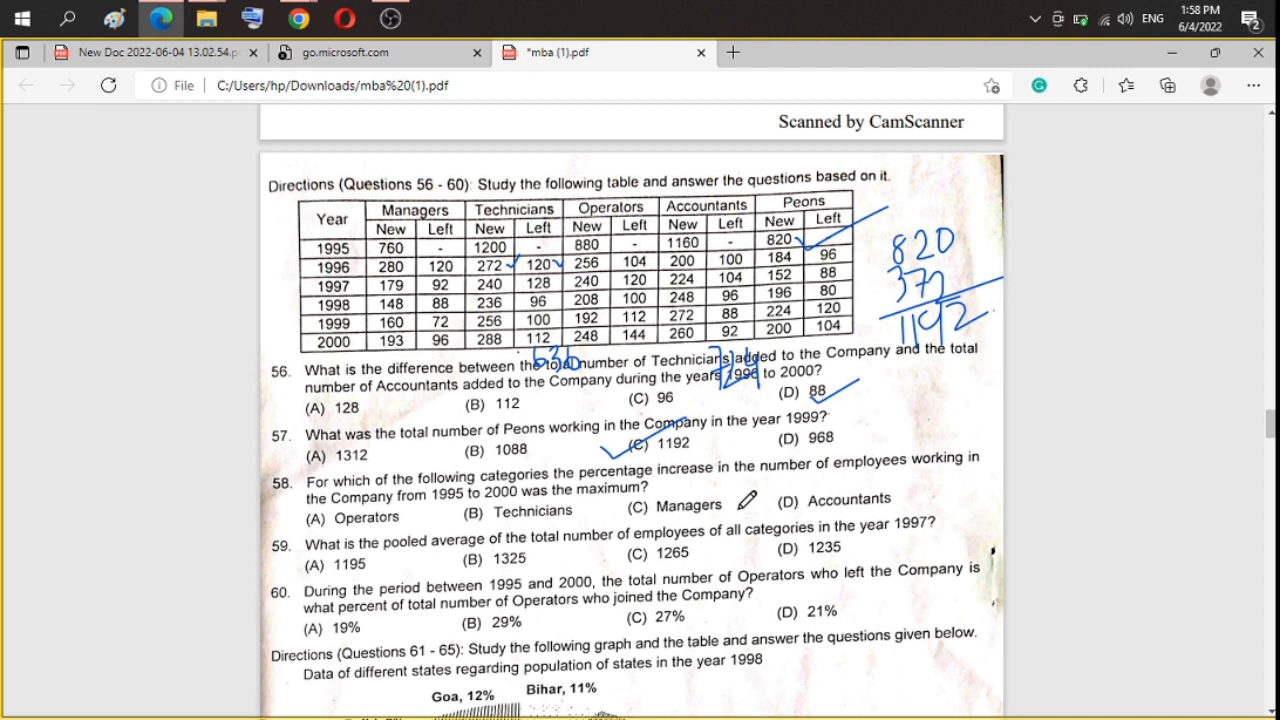 1:58 PM
ENG
6/4/2022
2
New Doc 2022-06-04 13.02.54.p
go.microsoft.com
*mba (1).pdf
File C:/Users/hp/Downloads/mba%20(1).pdf
Scanned by CamScanner
Directions (Questions 56 - 60): Study the following table and answer the questions based on it.
Year Managers Technicians Operators Accountants Peons
New Left New Left New Left New Left New Left
1995 760 - 1200 - 880 - 1160 - 820
1996 280 120 272 120 256 104 200 100 184 96
1997 179 92 240 128 240 120 224 104 152 88
1998 148 88 236 96 208 100 248 96 196 80
1999 160 72 256 100 192 112 272 88 224 120
2000 193 96 288 112 248 144 260 92 200 104
820
372
1192
636 724
56. What is the difference between the total number of Technicians added to the Company and the total
number of Accountants added to the Company during the years 1996 to 2000?
(A) 128 (B) 112 (C) 96 (D) 88
57. What was the total number of Peons working in the Company in the year 1999?
(A) 1312 (B) 1088 (C) 1192 (D) 968
58. For which of the following categories the percentage increase in the number of employees working in
the Company from 1995 to 2000 was the maximum?
(A) Operators (B) Technicians (C) Managers (D) Accountants
59. What is the pooled average of the total number of employees of all categories in the year 1997?
(A) 1195 (B) 1325 (C) 1265 (D) 1235
60. During the period between 1995 and 2000, the total number of Operators who left the Company is
what percent of total number of Operators who joined the Company?
(A) 19% (B) 29% (C) 27% (D) 21%
Directions (Questions 61 - 65): Study the following graph and the table and answer the questions given below.
Data of different states regarding population of states in the year 1998
Goa, 12% Bihar, 11%